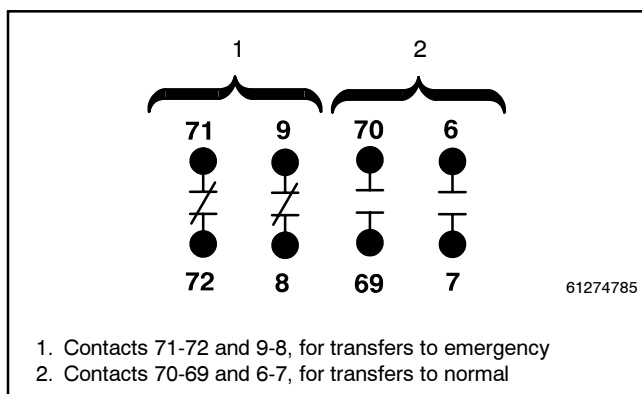 1 2
71 9 70 6
72 8 69 7
61274785
1. Contacts 71-72 and 9-8, for transfers to emergency
2. Contacts 70-69 and 6-7, for transfers to normal